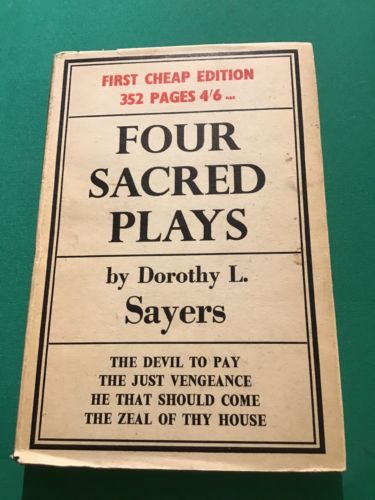 FIRST CHEAP EDITION
352 PAGES 4/6 net
FOUR
SACRED
PLAYS
by Dorothy L.
Sayers
THE DEVIL TO PAY
THE JUST VENGEANCE
HE THAT SHOULD COME
THE ZEAL OF THY HOUSE